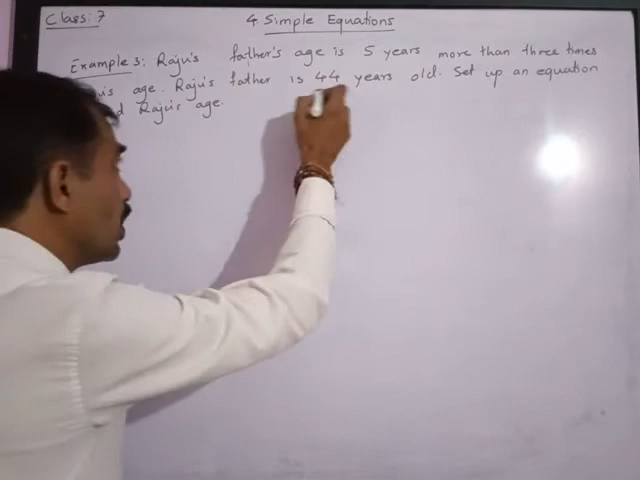 Class: 7
4 Simple Equations
Example 3: Raju's father's age is 5 years more than three times
age. Raju's father is 44 years old. Set up an equation
Raju's age.